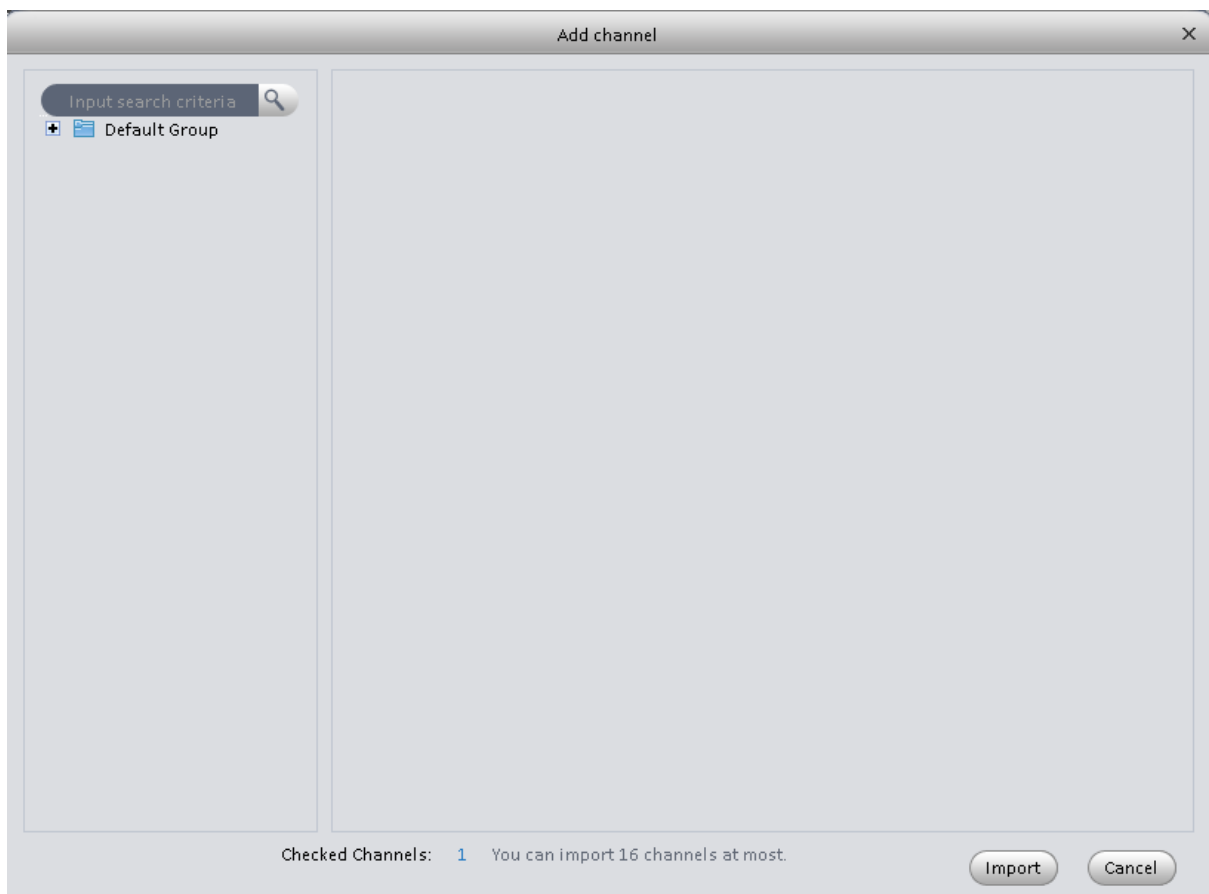 Add channel
Input search criteria
Default Group
Checked Channels: 1 You can import 16 channels at most.
Import
Cancel